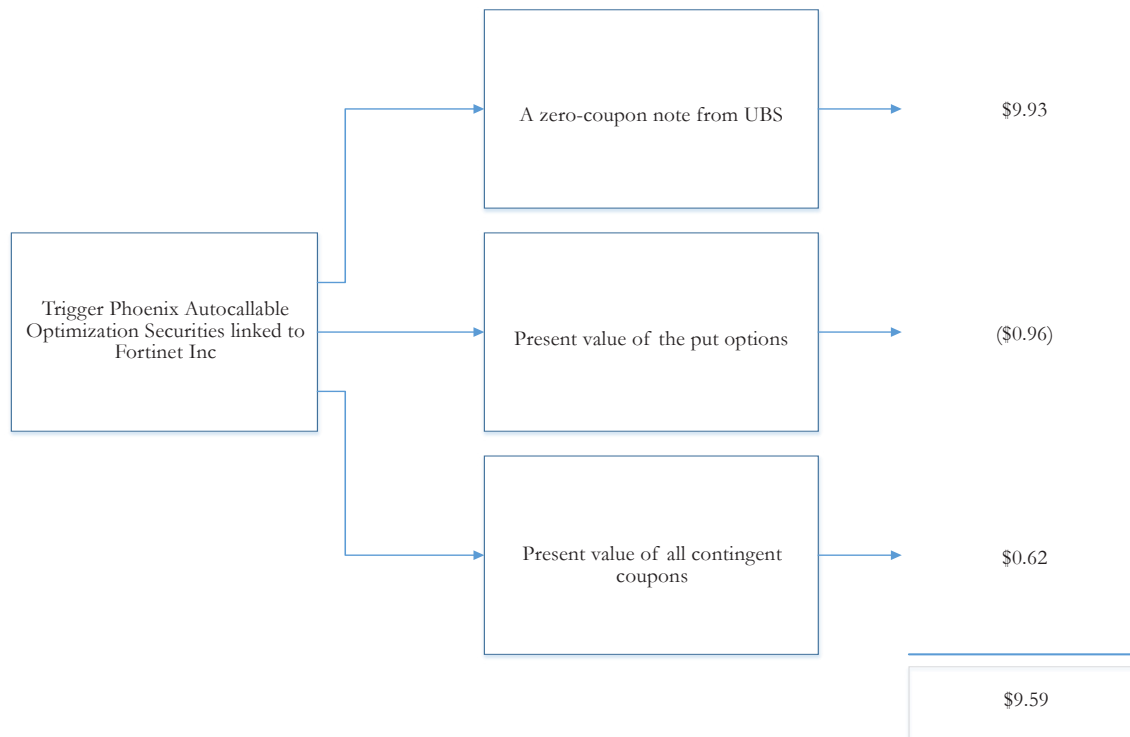 A zero-coupon note from UBS
$9.93
Trigger Phoenix Autocallable
Optimization Securities linked to
Fortinet Inc
Present value of the put options
($0.96)
Present value of all contingent
coupons
$0.62
$9.59